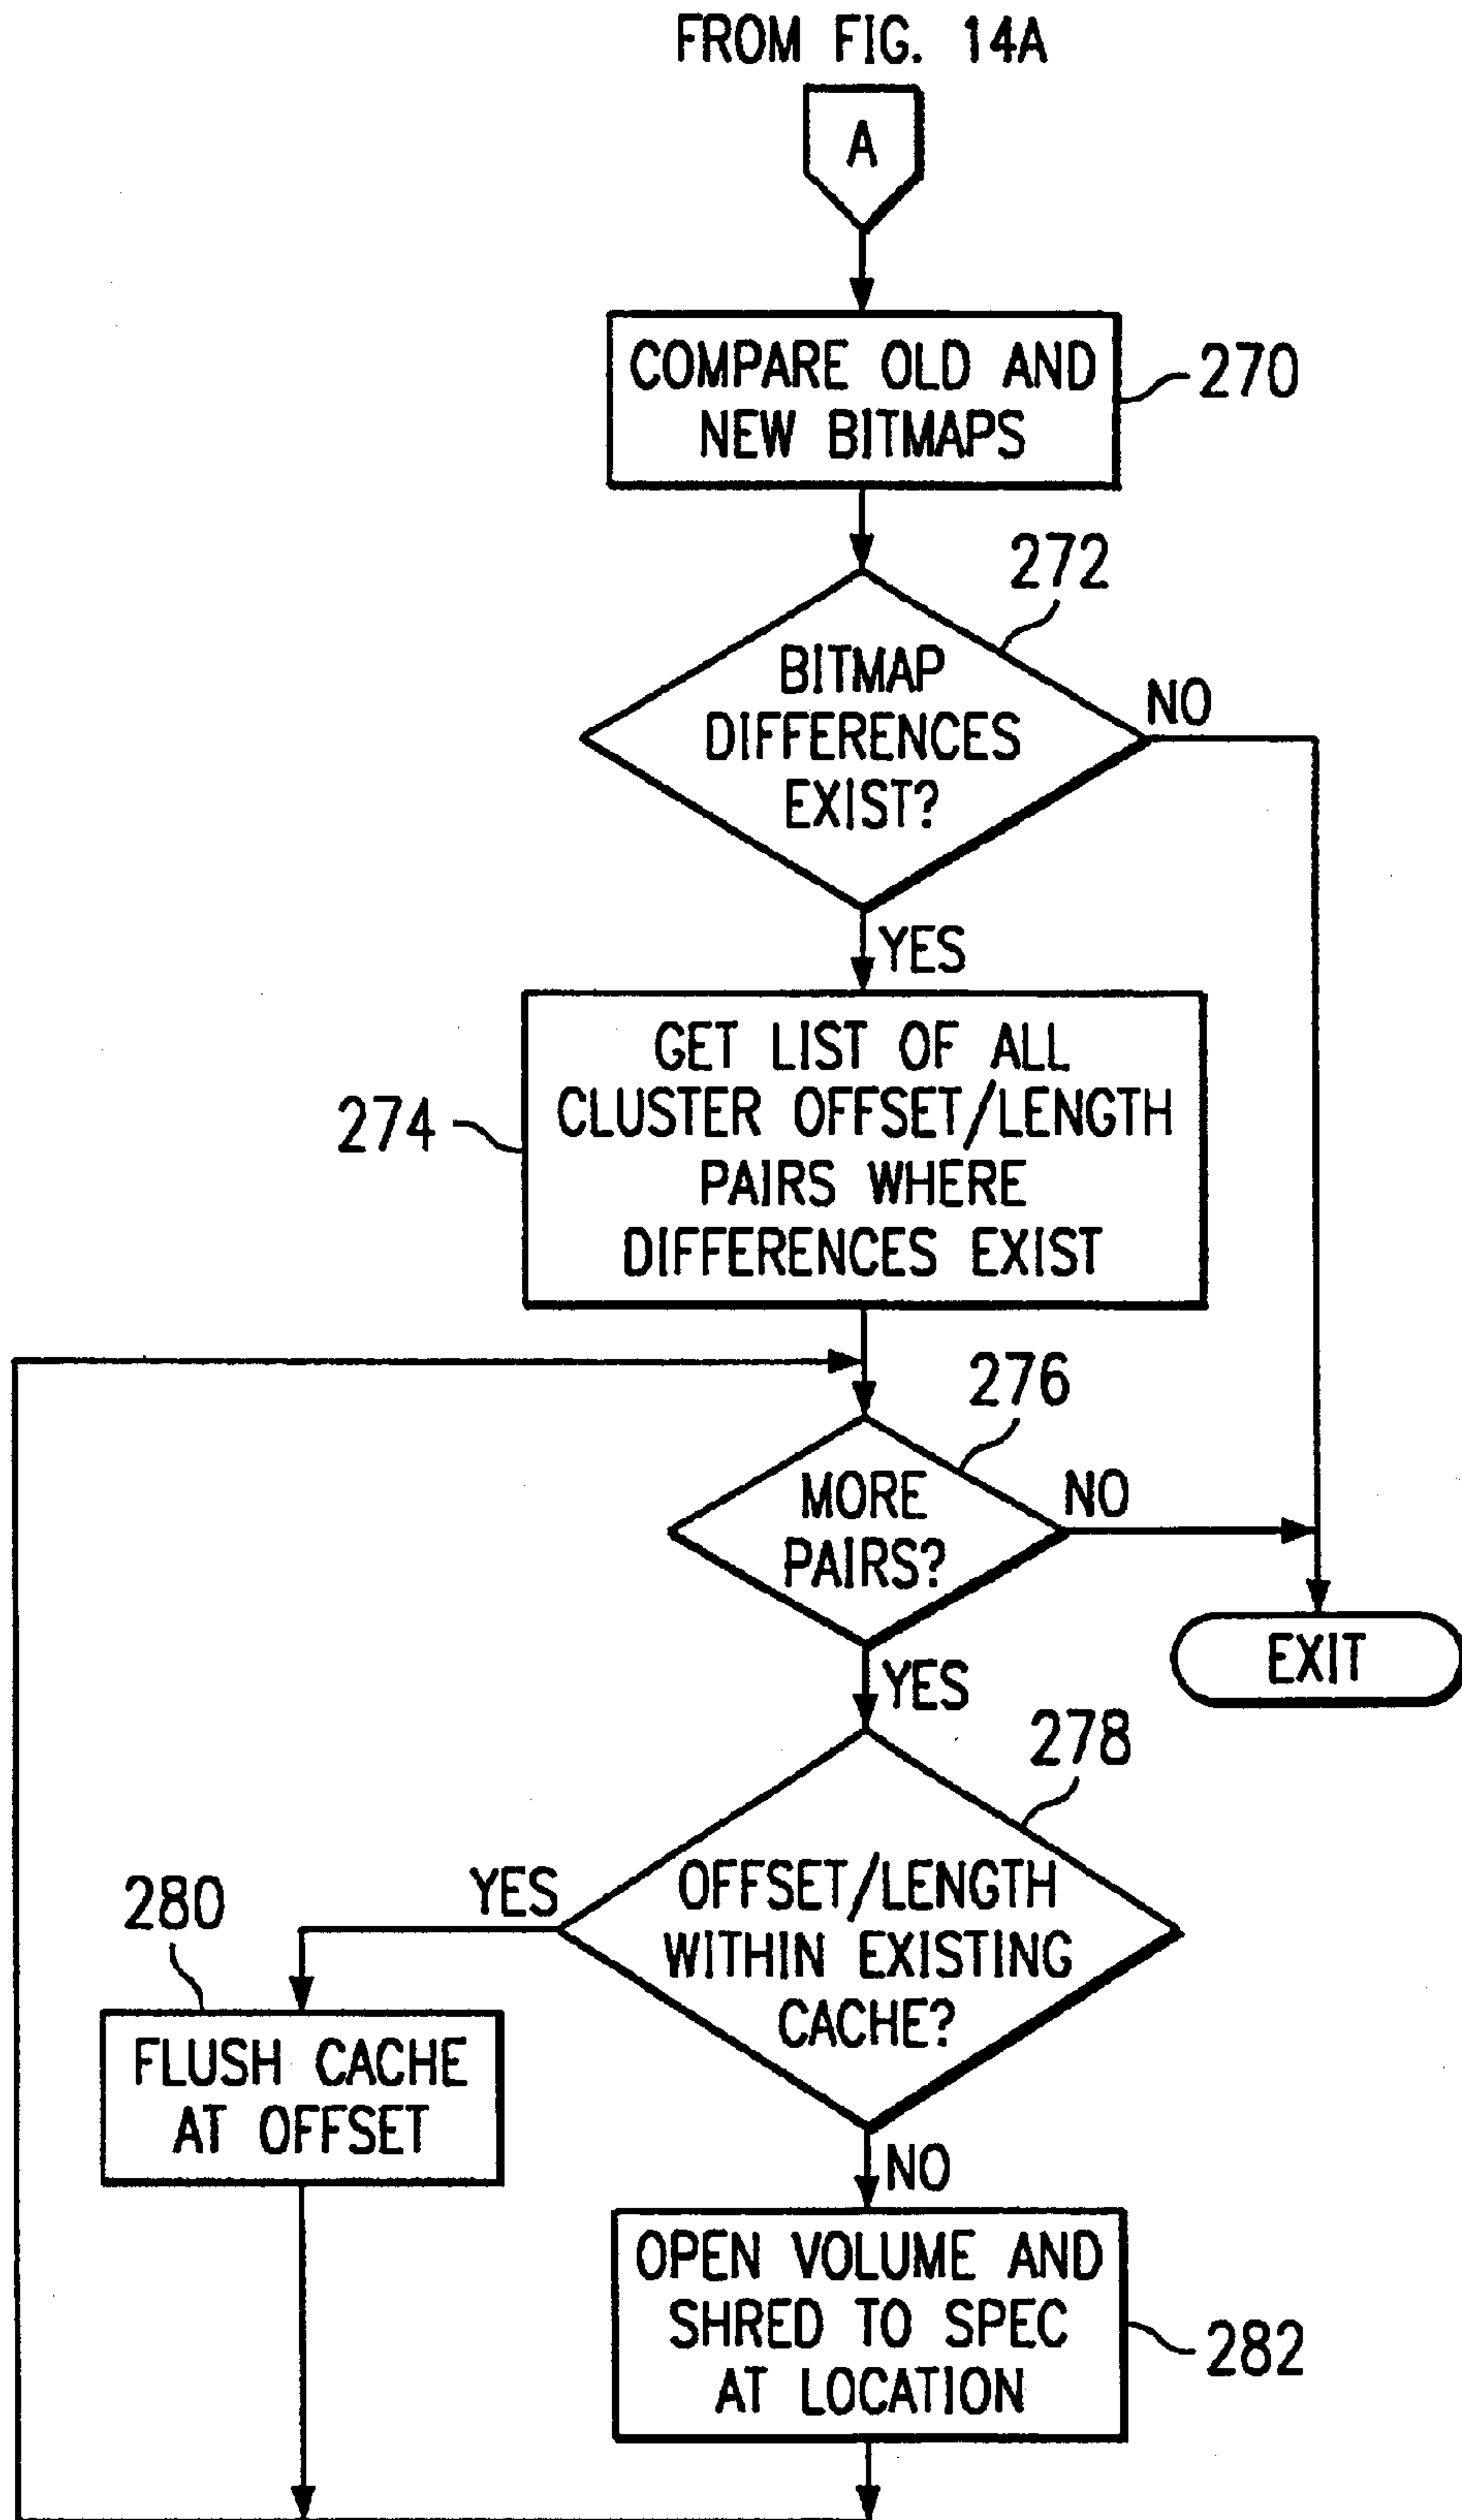 FROM FIG. 14A
A
COMPARE OLD AND
NEW BITMAPS
270
272
BITMAP
DIFFERENCES
EXIST?
NO
YES
GET LIST OF ALL
CLUSTER OFFSET/LENGTH
PAIRS WHERE
DIFFERENCES EXIST
274
276
MORE
PAIRS?
NO
EXIT
YES
278
OFFSET/LENGTH
WITHIN EXISTING
CACHE?
YES
280
FLUSH CACHE
AT OFFSET
NO
OPEN VOLUME AND
SHRED TO SPEC
AT LOCATION
282